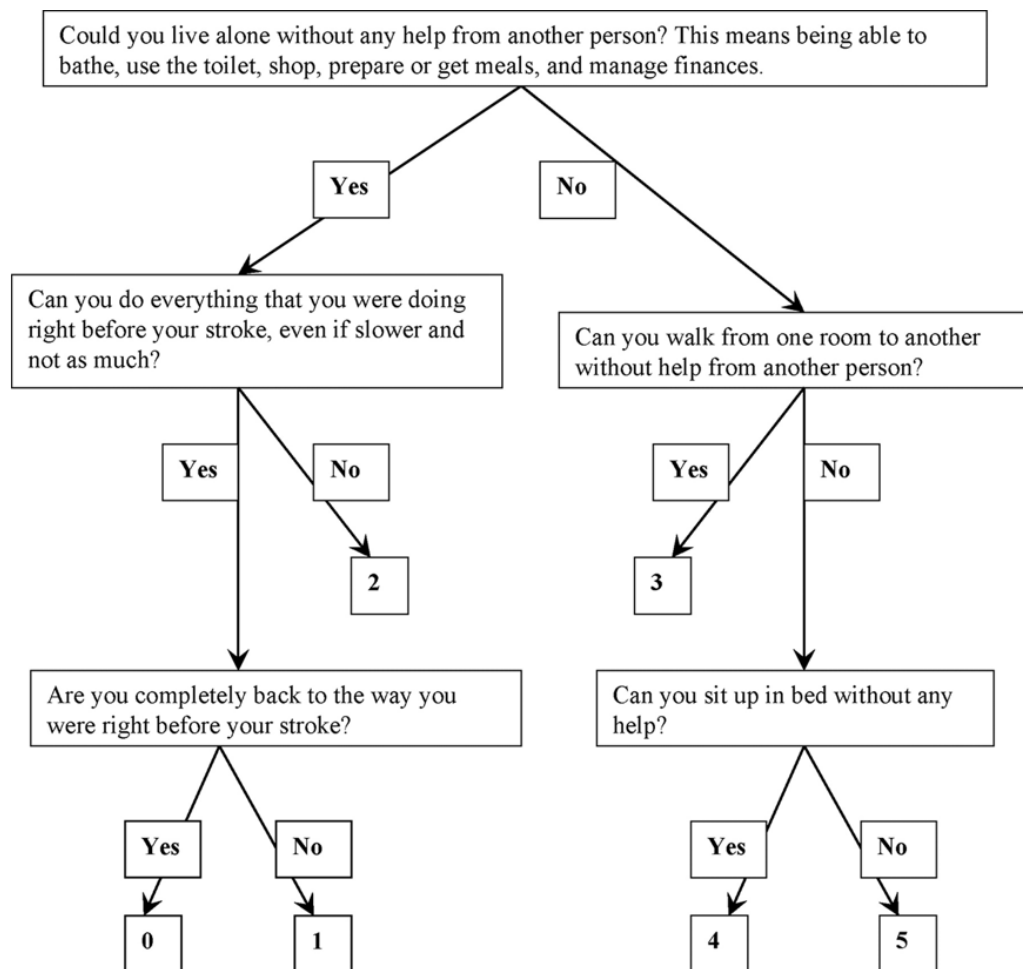 Could you live alone without any help from another person? This means being able to
bathe, use the toilet, shop, prepare or get meals, and manage finances.
Yes
No
Can you do everything that you were doing
right before your stroke, even if slower and
not as much?
Can you walk from one room to another
without help from another person?
Yes
No
Yes
No
2
3
Are you completely back to the way you
were right before your stroke?
Can you sit up in bed without any
help?
Yes
No
Yes
No
0
1
4
5